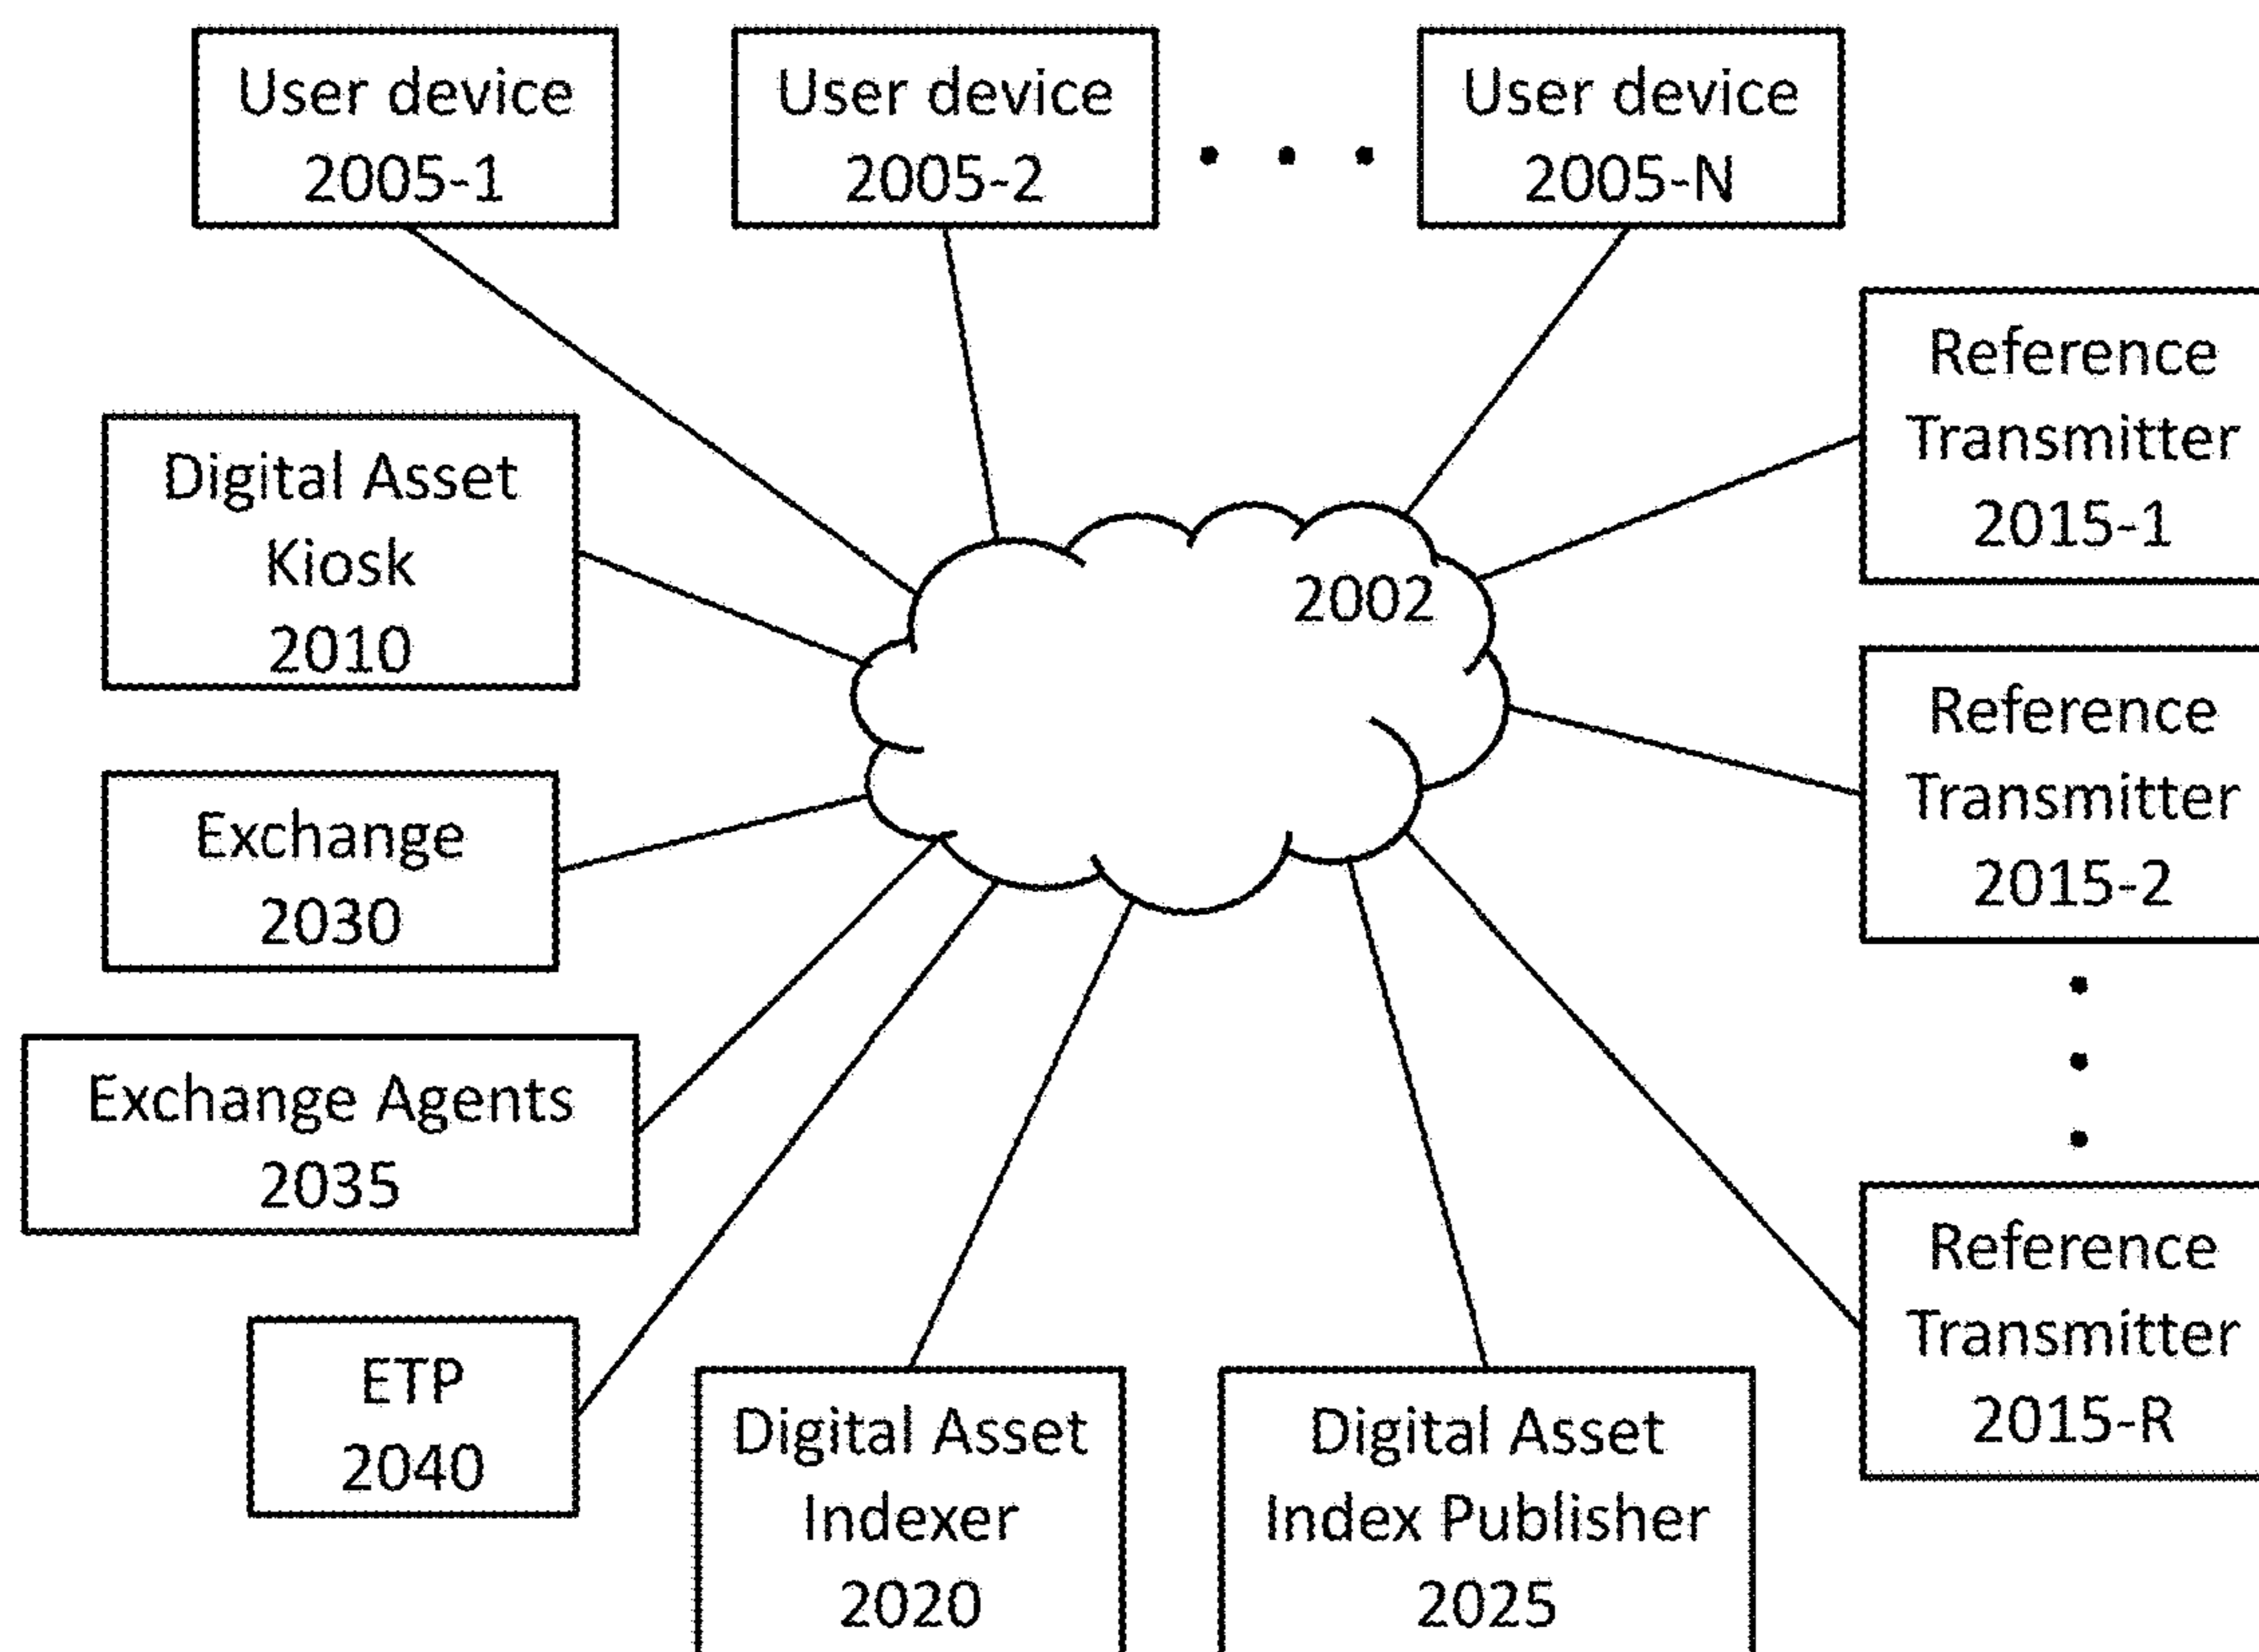 User device
2005-1
User device
2005-2
User device
2005-N
Reference
Transmitter
2015-1
Digital Asset
Kiosk
2010
2002
Reference
Transmitter
2015-2
Exchange
2030
Exchange Agents
2035
Reference
Transmitter
2015-R
ETP
2040
Digital Asset
Indexer
2020
Digital Asset
Index Publisher
2025